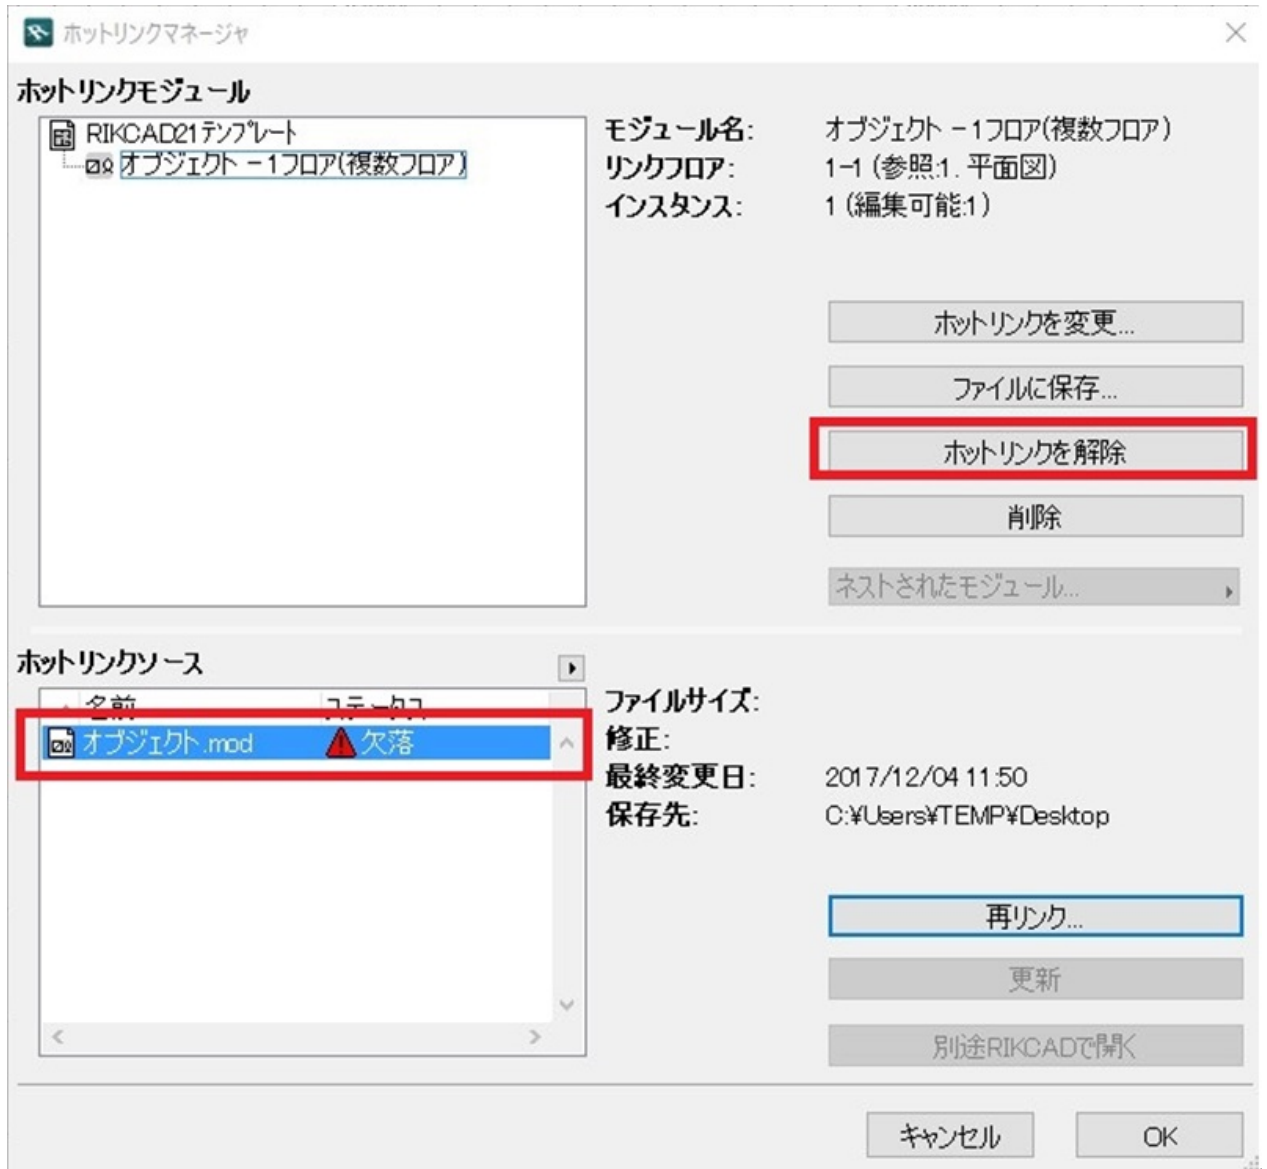 ホットリンクマネージャ
ホットリンクモジュール
RIKCAD21テンプレート
オブジェクト -1フロア(複数フロア)
モジュール名: オブジェクト -1フロア(複数フロア)
リンクフロア: 1-1 (参照:1. 平面図)
インスタンス: 1 (編集可能:1)
ホットリンクを変更...
ファイルに保存...
ホットリンクを解除
削除
ネストされたモジュール...
ホットリンクソース
名前 ステータス
オブジェクト.mod 欠落
ファイルサイズ:
修正:
最終変更日: 2017/12/04 11:50
保存先: C:¥Users¥TEMP¥Desktop
再リンク...
更新
別途RIKCADで開く
キャンセル OK